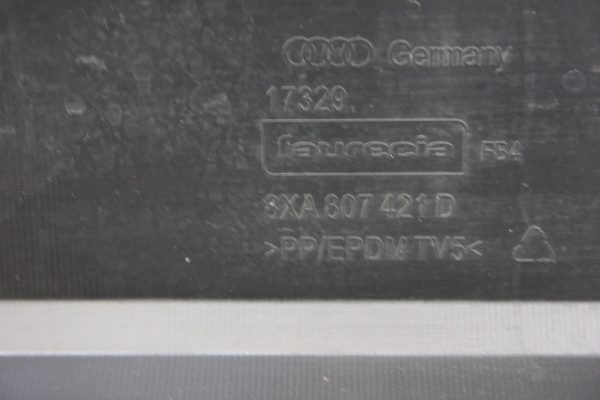 Germany
17329
faurecia FB4
8XA 807 421 D
>PP/EPDM TV5<